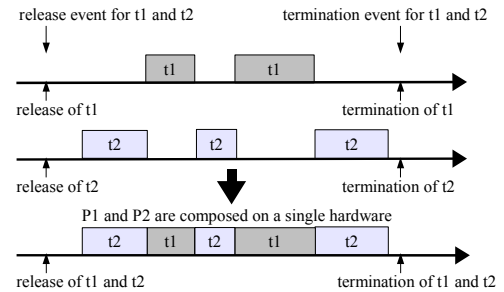 release event for t1 and t2
termination event for t1 and t2
t1
t1
release of t1
termination of t1
t2
t2
t2
release of t2
termination of t2
P1 and P2 are composed on a single hardware
t2
t1
t2
t1
t2
release of t1 and t2
termination of t1 and t2